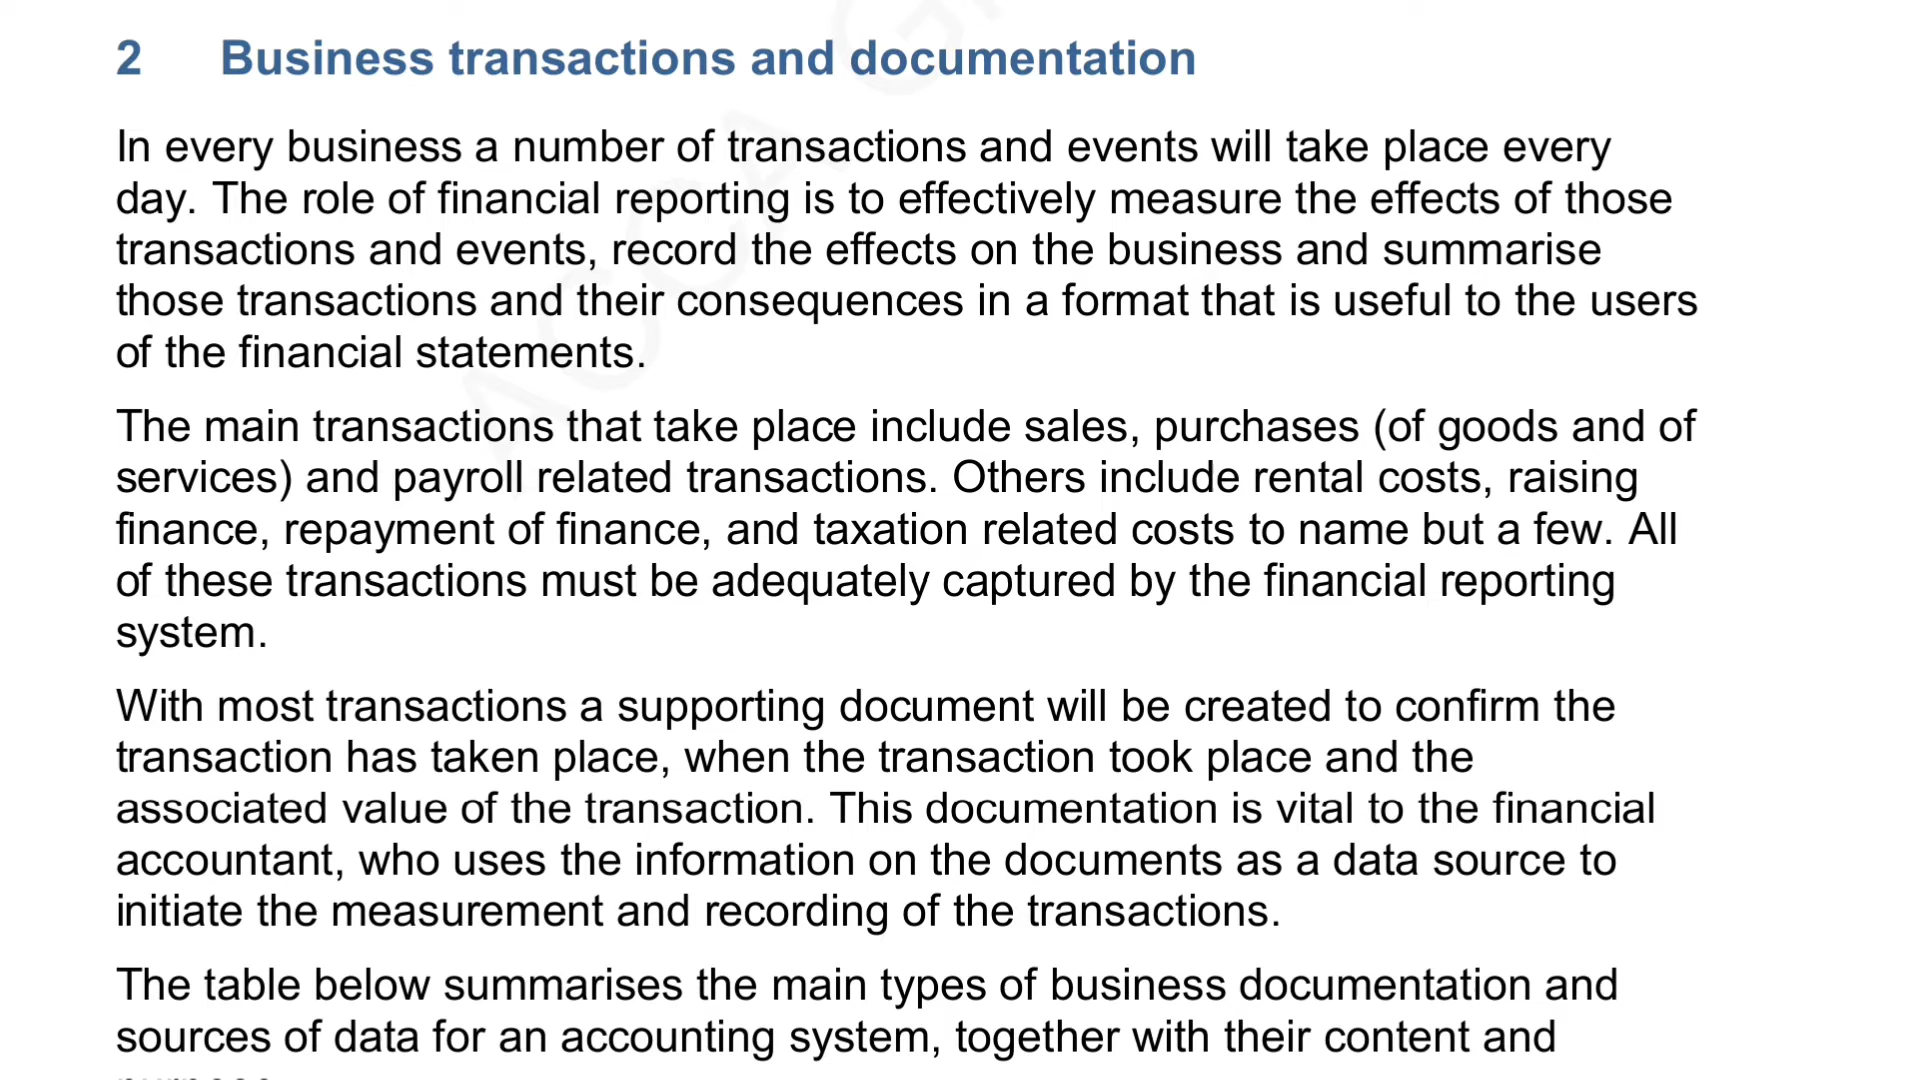 2 Business transactions and documentation
In every business a number of transactions and events will take place every
day. The role of financial reporting is to effectively measure the effects of those
transactions and events, record the effects on the business and summarise
those transactions and their consequences in a format that is useful to the users
of the financial statements.
The main transactions that take place include sales, purchases (of goods and of
services) and payroll related transactions. Others include rental costs, raising
finance, repayment of finance, and taxation related costs to name but a few. All
of these transactions must be adequately captured by the financial reporting
system.
With most transactions a supporting document will be created to confirm the
transaction has taken place, when the transaction took place and the
associated value of the transaction. This documentation is vital to the financial
accountant, who uses the information on the documents as a data source to
initiate the measurement and recording of the transactions.
The table below summarises the main types of business documentation and
sources of data for an accounting system, together with their content and